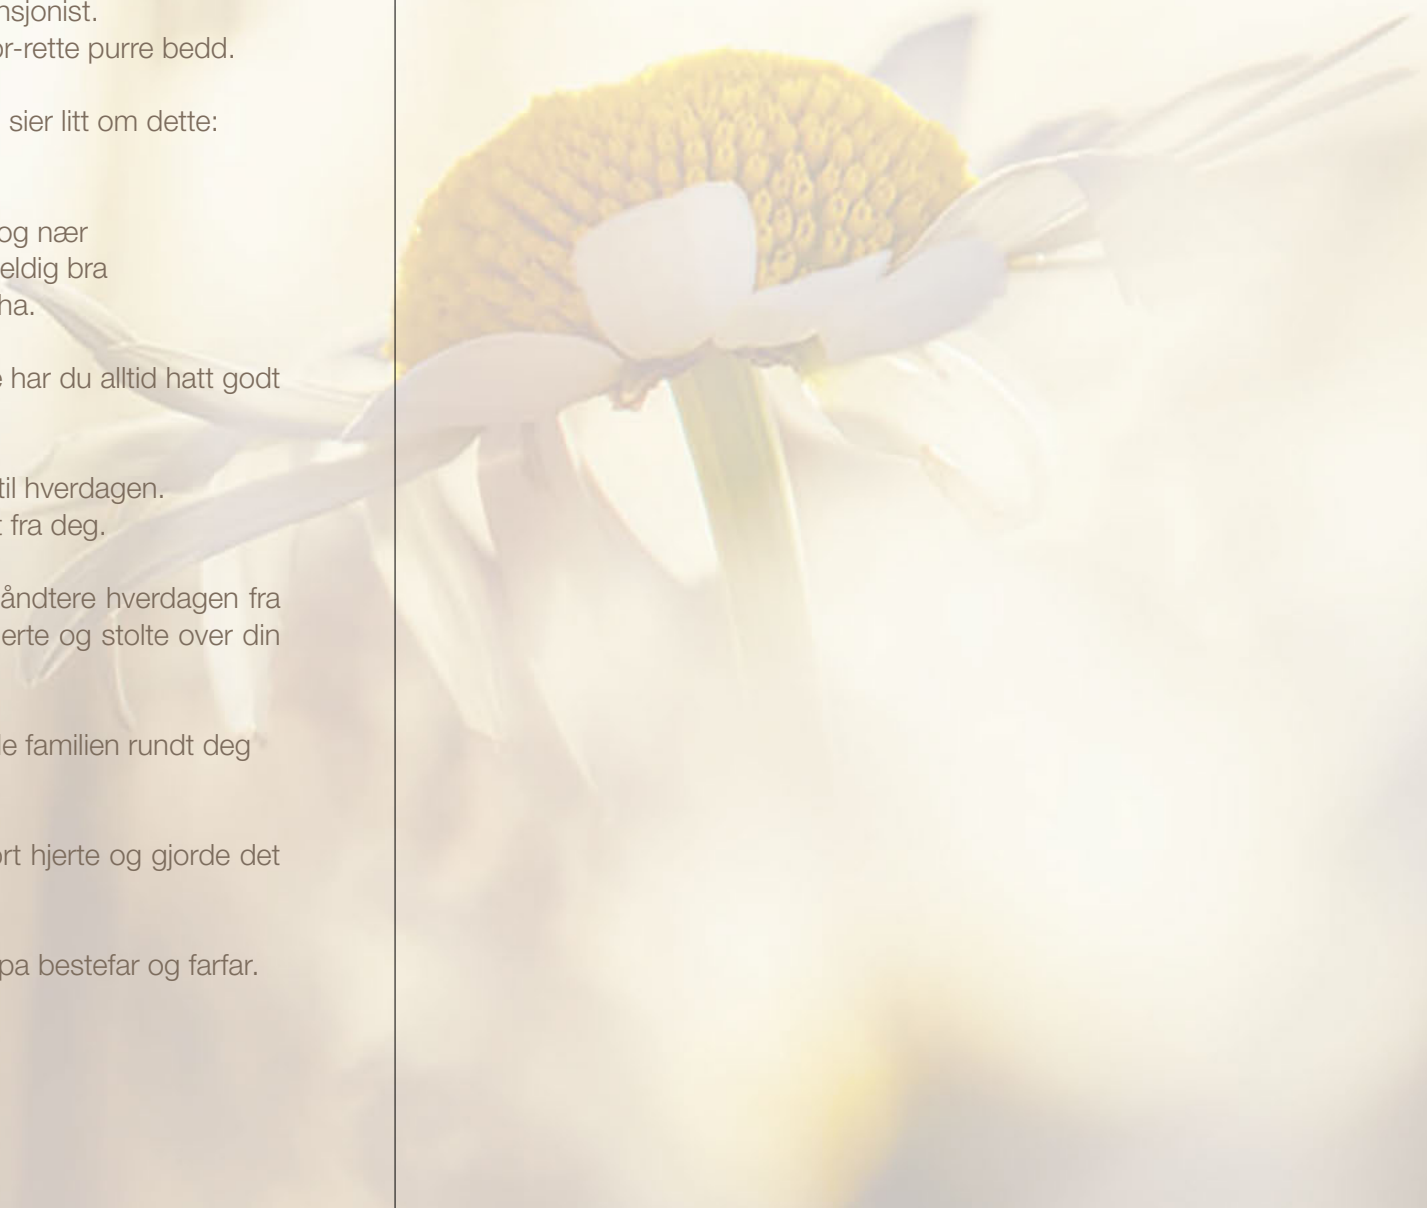 nsjonist.
r-rette purre bedd.
sier litt om dette:
og nær
eldig bra
ha.
har du alltid hatt godt
til hverdagen.
fra deg.
åndtere hverdagen fra
erte og stolte over din
le familien rundt deg
rt hjerte og gjorde det
pa bestefar og farfar.